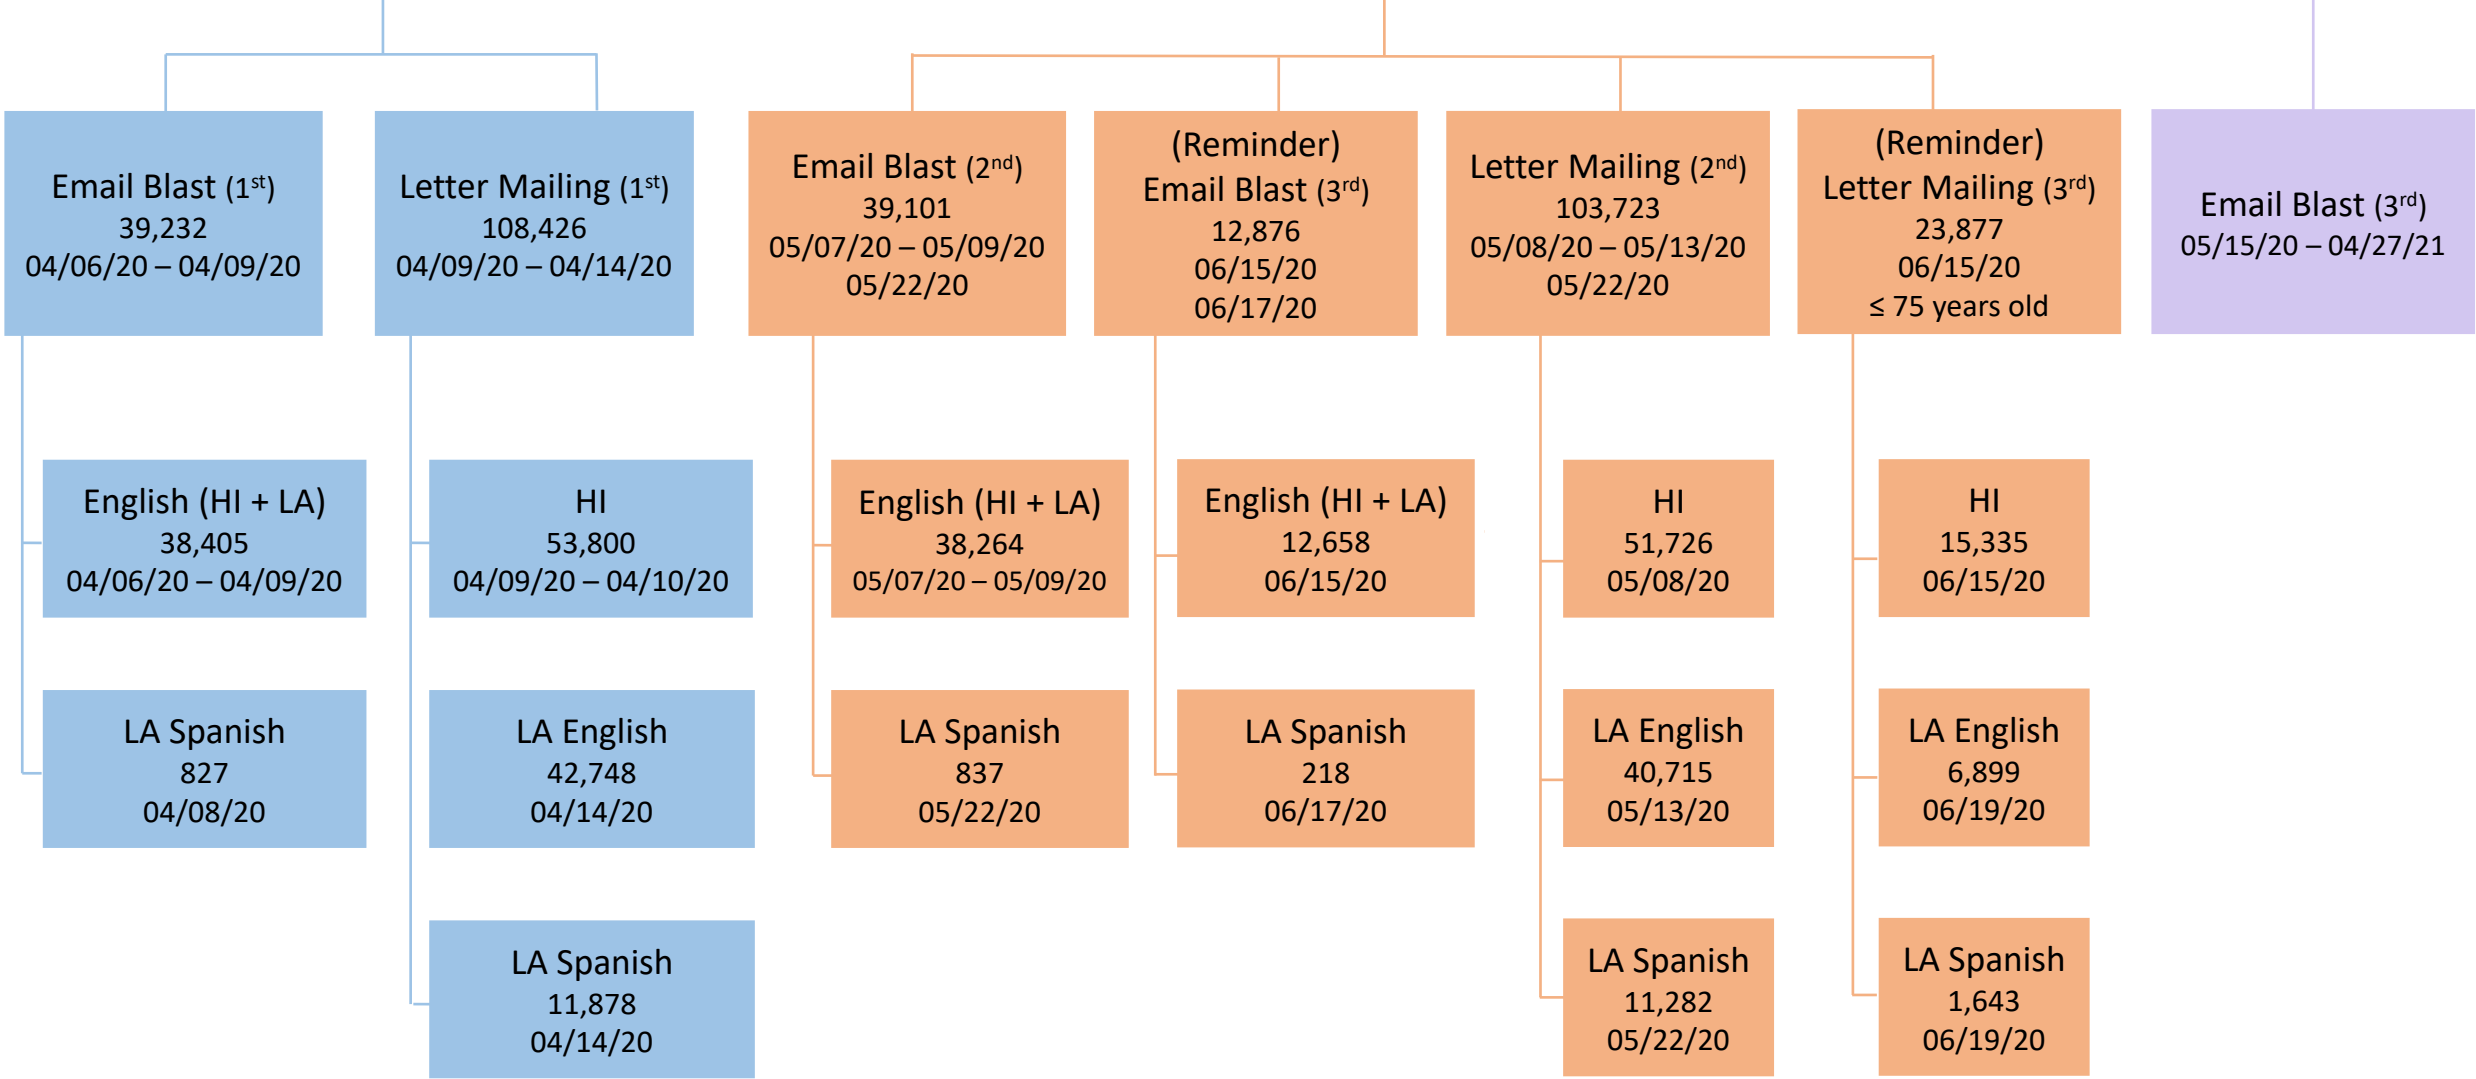 Email Blast (1st)
39,232
04/06/20 – 04/09/20
Letter Mailing (1st)
108,426
04/09/20 – 04/14/20
Email Blast (2nd)
39,101
05/07/20 – 05/09/20
05/22/20
(Reminder)
Email Blast (3rd)
12,876
06/15/20
06/17/20
Letter Mailing (2nd)
103,723
05/08/20 – 05/13/20
05/22/20
(Reminder)
Letter Mailing (3rd)
23,877
06/15/20
≤ 75 years old
Email Blast (3rd)
05/15/20 – 04/27/21
English (HI + LA)
38,405
04/06/20 – 04/09/20
HI
53,800
04/09/20 – 04/10/20
English (HI + LA)
38,264
05/07/20 – 05/09/20
English (HI + LA)
12,658
06/15/20
HI
51,726
05/08/20
HI
15,335
06/15/20
LA Spanish
827
04/08/20
LA English
42,748
04/14/20
LA Spanish
837
05/22/20
LA Spanish
218
06/17/20
LA English
40,715
05/13/20
LA English
6,899
06/19/20
LA Spanish
11,878
04/14/20
LA Spanish
11,282
05/22/20
LA Spanish
1,643
06/19/20